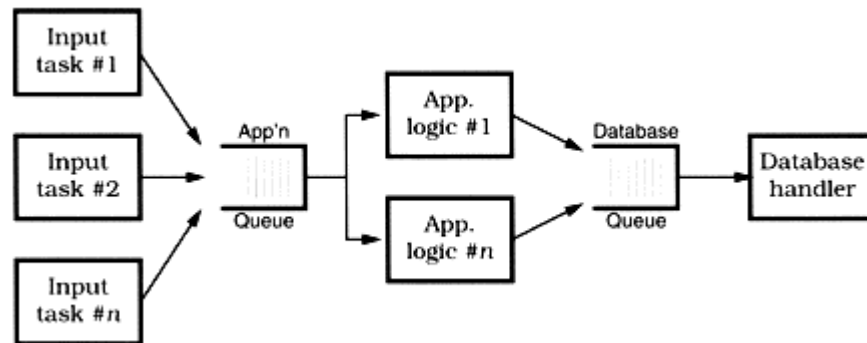 Input
task #1
Input
task #2
Input
task #n
App'n
Queue
App.
logic #1
App.
logic #n
Database
Queue
Database
handler